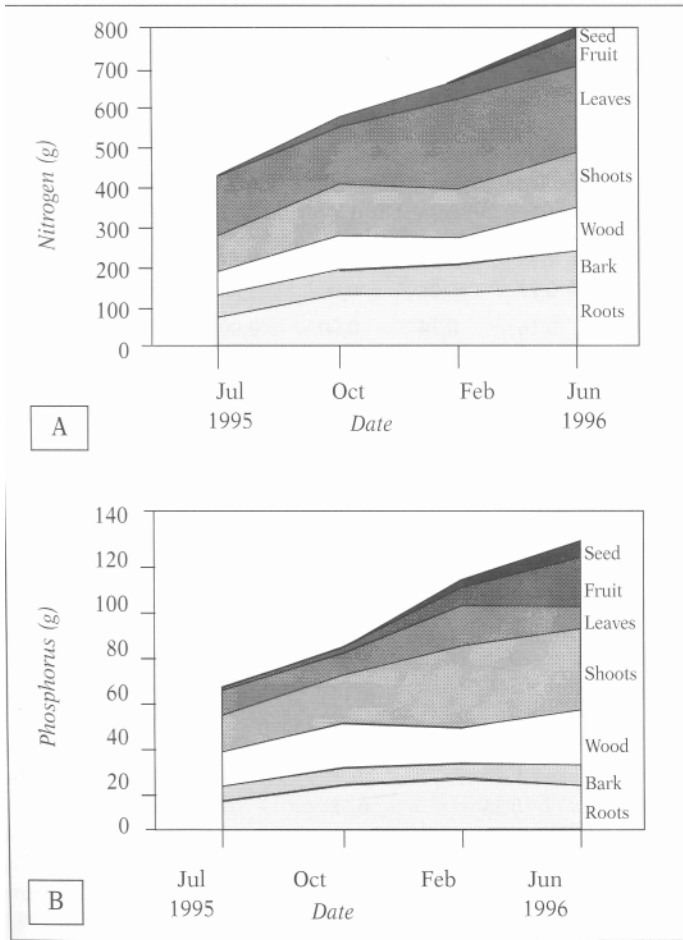 800
700
600
500
400
300
200
100
0
Nitrogen (g)
Seed
Fruit
Leaves
Shoots
Wood
Bark
Roots
Jul Oct Feb Jun
1995 Date 1996
A
140
120
100
80
60
40
20
0
Phosphorus (g)
Seed
Fruit
Leaves
Shoots
Wood
Bark
Roots
Jul Oct Feb Jun
1995 Date 1996
B